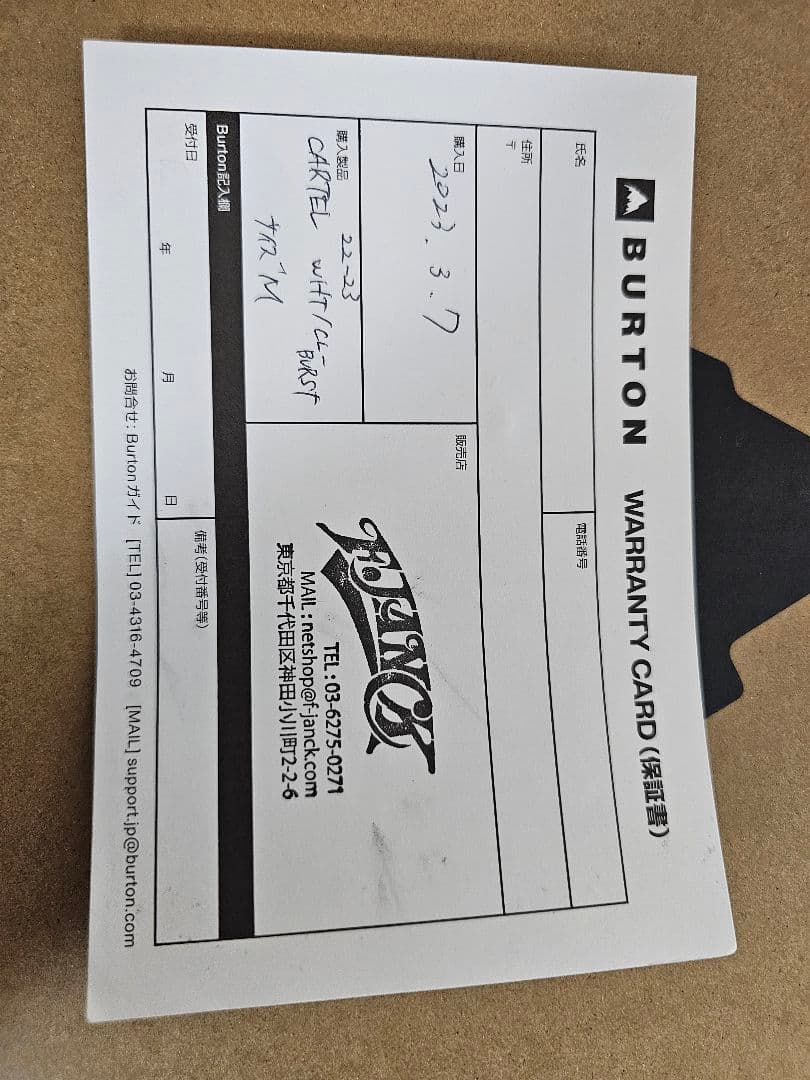 BURTON WARRANTY CARD（保証書）
氏名
電話番号
住所
〒
購入日
2023. 3. 7
販売店
F.JANCK
TEL : 03-6275-0271
MAIL : netshop@f-janck.com
東京都千代田区神田小川町2-2-6
購入製品
22-23
CARTEL WHT/CL-
BURST
サイズ M
Burton記入欄
受付日
年 月 日
備考（受付番号等）
お問合せ: Burtonガイド [TEL] 03-4316-4709 [MAIL] support.jp@burton.com